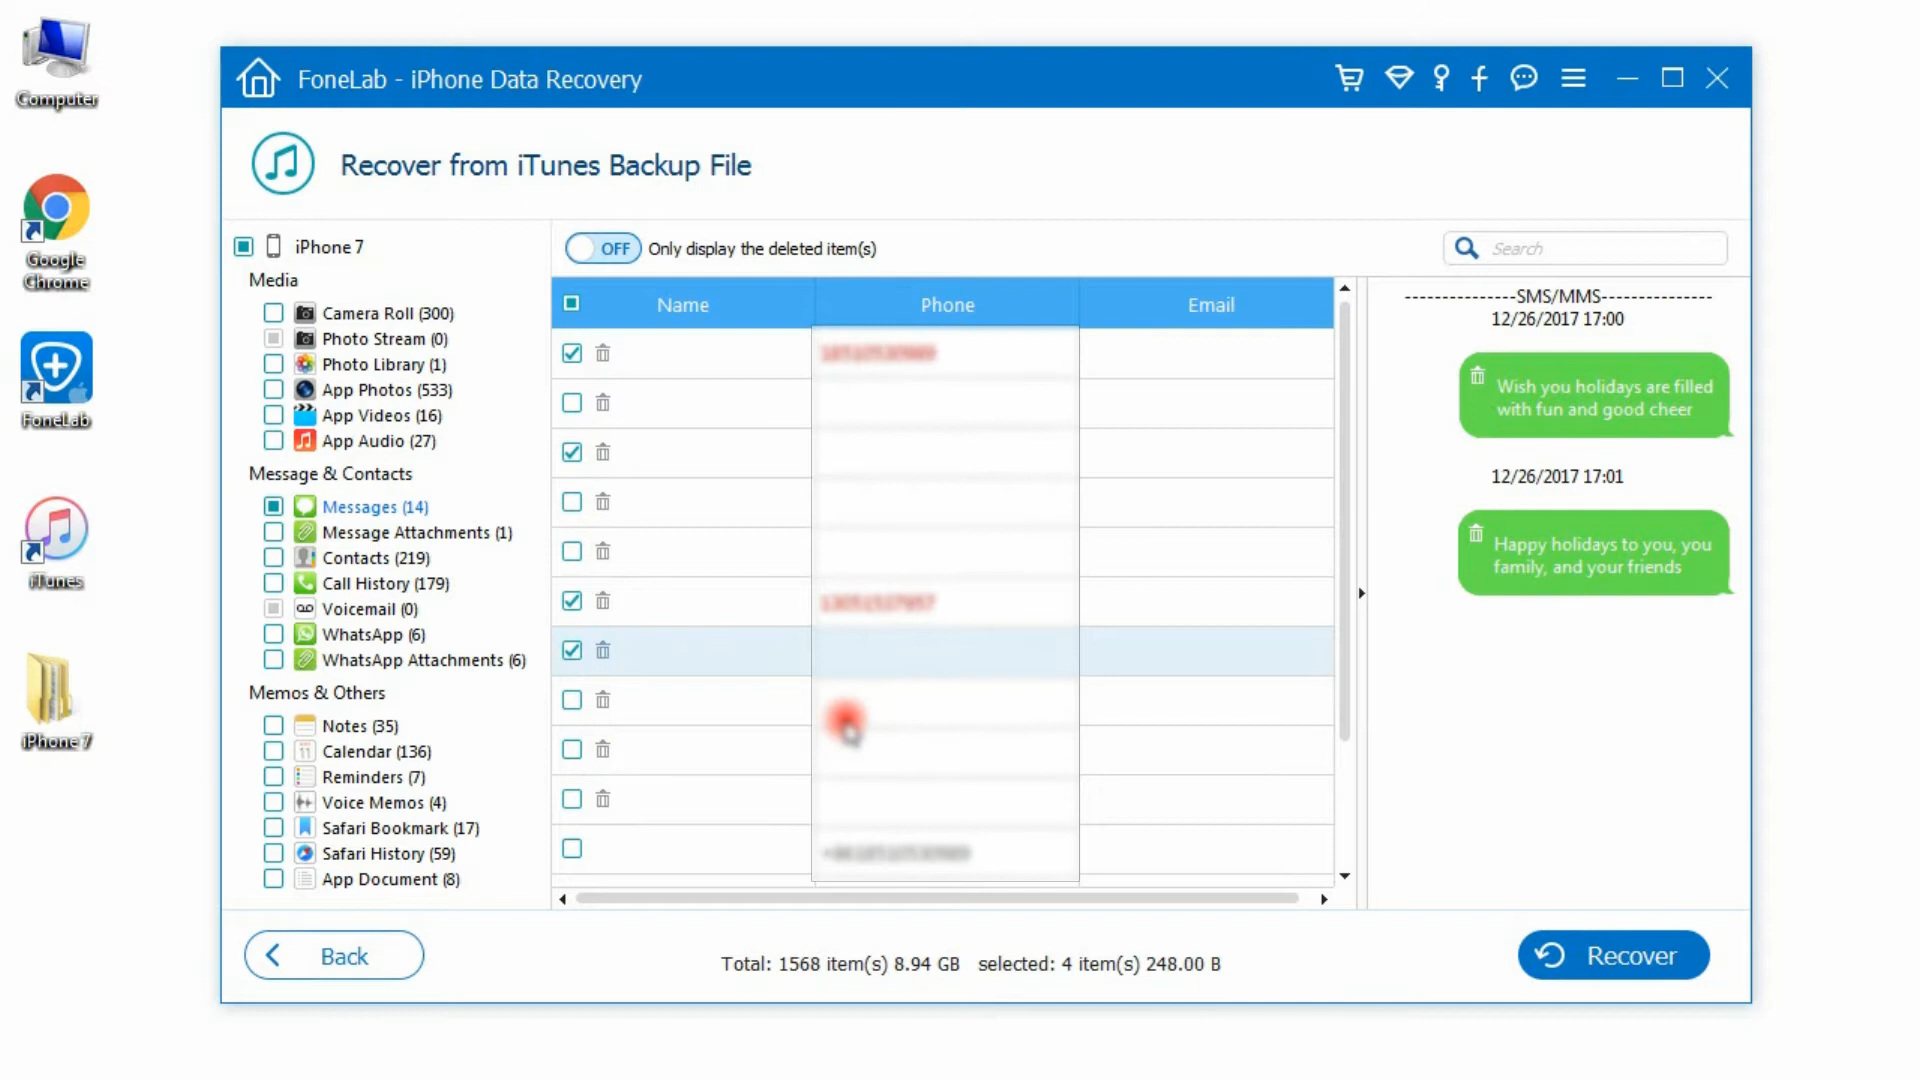 Computer
Google
Chrome
FoneLab
iTunes
iPhone 7
FoneLab - iPhone Data Recovery
Recover from iTunes Backup File
iPhone 7
Media
Camera Roll (300)
Photo Stream (0)
Photo Library (1)
App Photos (533)
App Videos (16)
App Audio (27)
Message & Contacts
Messages (14)
Message Attachments (1)
Contacts (219)
Call History (179)
Voicemail (0)
WhatsApp (6)
WhatsApp Attachments (6)
Memos & Others
Notes (35)
Calendar (136)
Reminders (7)
Voice Memos (4)
Safari Bookmark (17)
Safari History (59)
App Document (8)
OFF Only display the deleted item(s)
Search
Name Phone Email
---------------SMS/MMS---------------
12/26/2017 17:00
Wish you holidays are filled
with fun and good cheer
12/26/2017 17:01
Happy holidays to you, you
family, and your friends
Back
Total: 1568 item(s) 8.94 GB selected: 4 item(s) 248.00 B
Recover